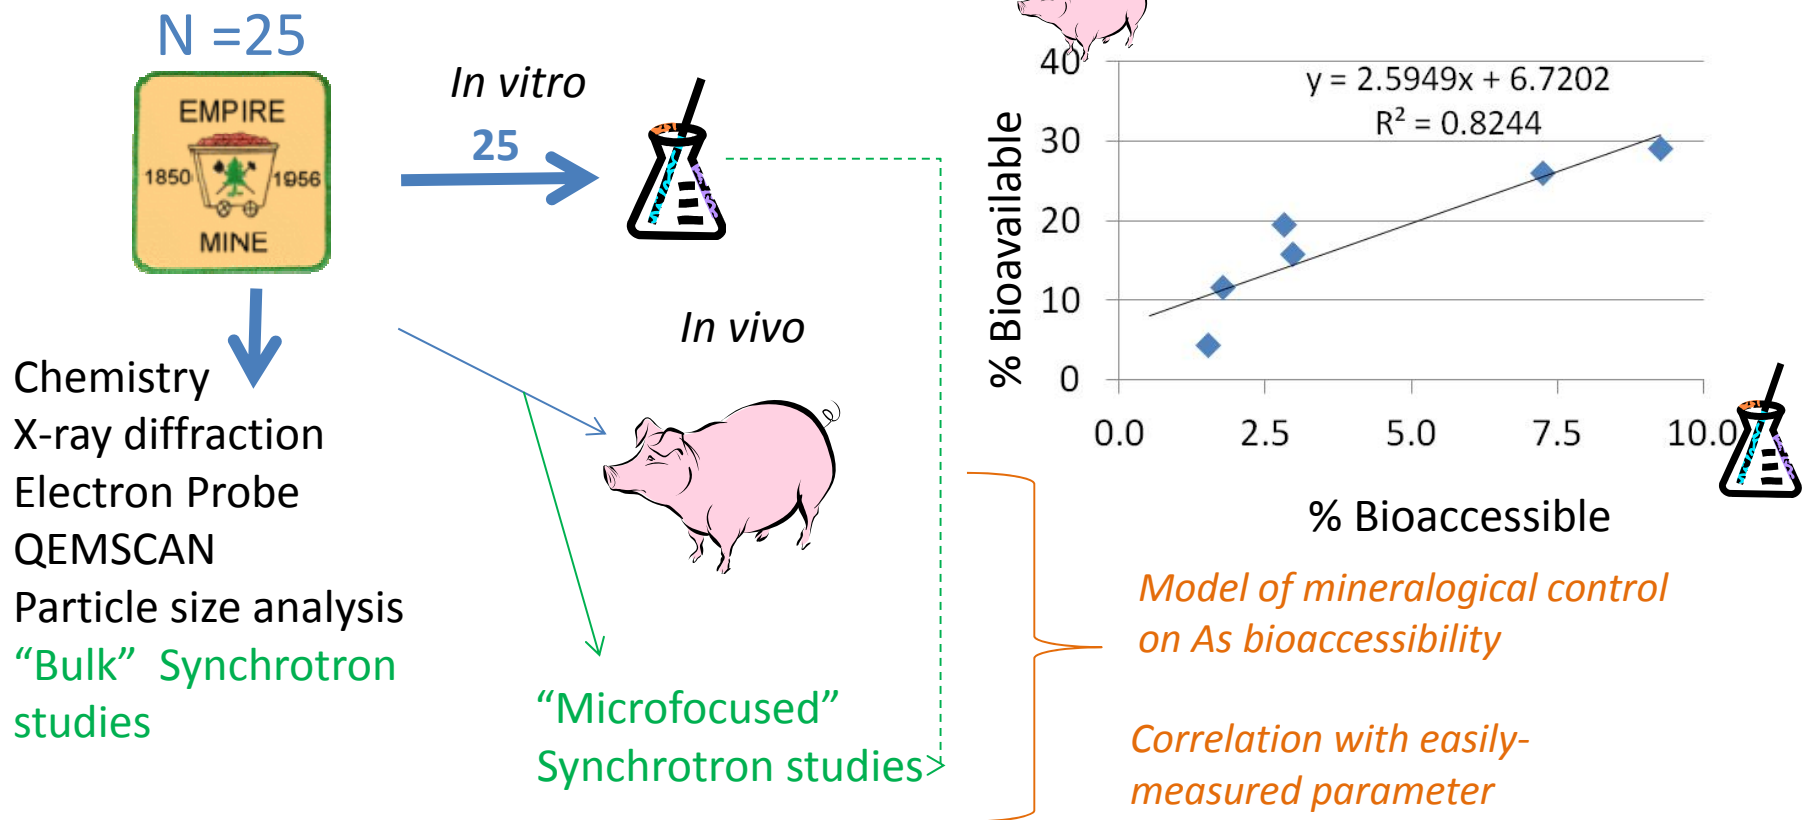 N =25
EMPIRE
1850 1956
MINE
In vitro
25
In vivo
Chemistry
X-ray diffraction
Electron Probe
QEMSCAN
Particle size analysis
“Bulk” Synchrotron
studies
“Microfocused”
Synchrotron studies>
% Bioavailable
40
30
20
10
0
y = 2.5949x + 6.7202
R² = 0.8244
0.0 2.5 5.0 7.5 10.0
% Bioaccessible
Model of mineralogical control
on As bioaccessibility
Correlation with easily-
measured parameter